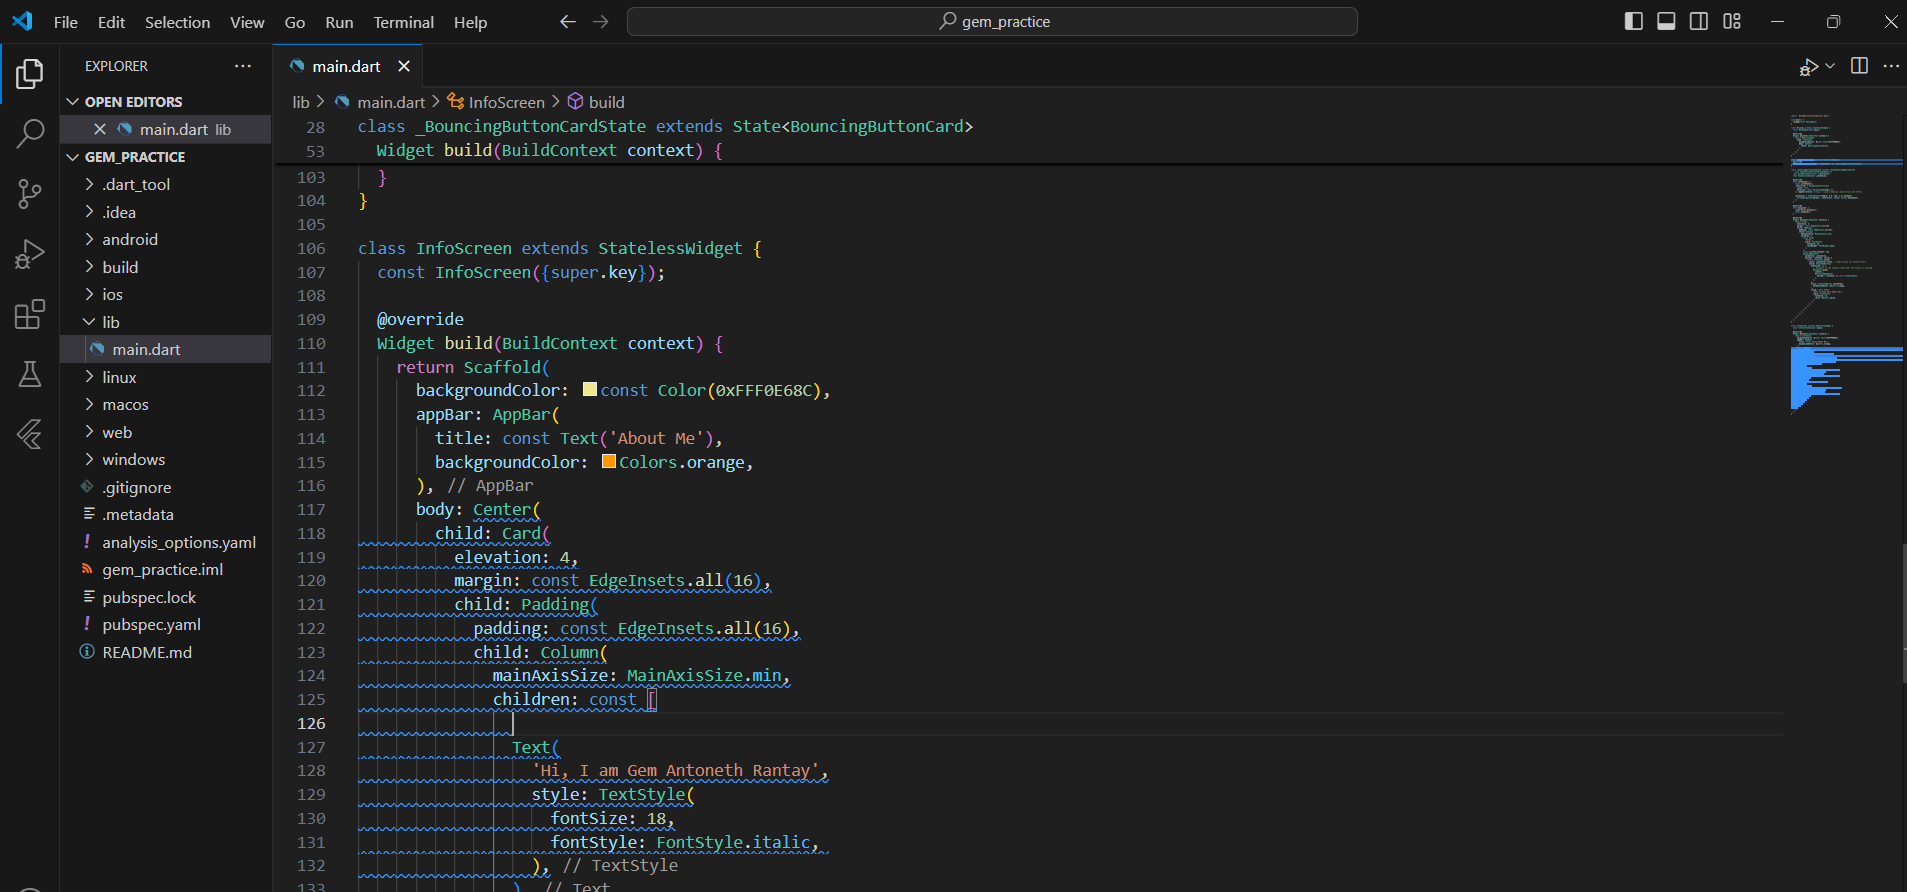 File Edit Selection View Go Run Terminal Help
gem_practice
EXPLORER
OPEN EDITORS
main.dart lib
GEM_PRACTICE
.dart_tool
.idea
android
build
ios
lib
main.dart
linux
macos
web
windows
.gitignore
.metadata
analysis_options.yaml
gem_practice.iml
pubspec.lock
pubspec.yaml
README.md
main.dart
lib > main.dart > InfoScreen > build
28 class _BouncingButtonCardState extends State<BouncingButtonCard>
53 Widget build(BuildContext context) {
103 }
104 }
105
106 class InfoScreen extends StatelessWidget {
107 const InfoScreen({super.key});
108
109 @override
110 Widget build(BuildContext context) {
111 return Scaffold(
112 backgroundColor: const Color(0xFFF0E68C),
113 appBar: AppBar(
114 title: const Text('About Me'),
115 backgroundColor: Colors.orange,
116 ), // AppBar
117 body: Center(
118 child: Card(
119 elevation: 4,
120 margin: const EdgeInsets.all(16),
121 child: Padding(
122 padding: const EdgeInsets.all(16),
123 child: Column(
124 mainAxisSize: MainAxisSize.min,
125 children: const [
126
127 Text(
128 'Hi, I am Gem Antoneth Rantay',
129 style: TextStyle(
130 fontSize: 18,
131 fontStyle: FontStyle.italic,
132 ), // TextStyle
133 ) // Text